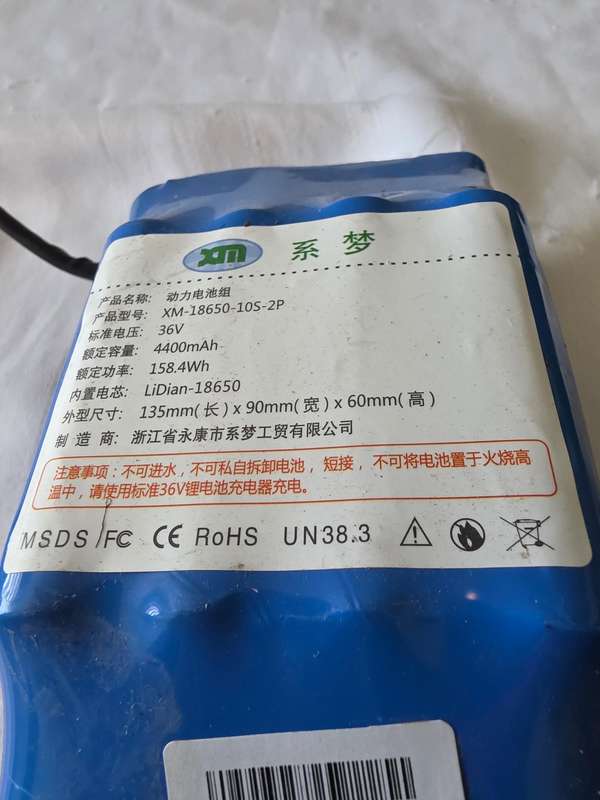 XM 系梦
产品名称: 动力电池组
产品型号: XM-18650-10S-2P
标准电压: 36V
额定容量: 4400mAh
额定功率: 158.4Wh
内置电芯: LiDian-18650
外型尺寸: 135mm(长)x90mm(宽)x60mm(高)
制 造 商: 浙江省永康市系梦工贸有限公司
注意事项：不可进水，不可私自拆卸电池， 短接， 不可将电池置于火烧高
温中，请使用标准36V锂电池充电器充电。
MSDS FC CE RoHS UN38.3